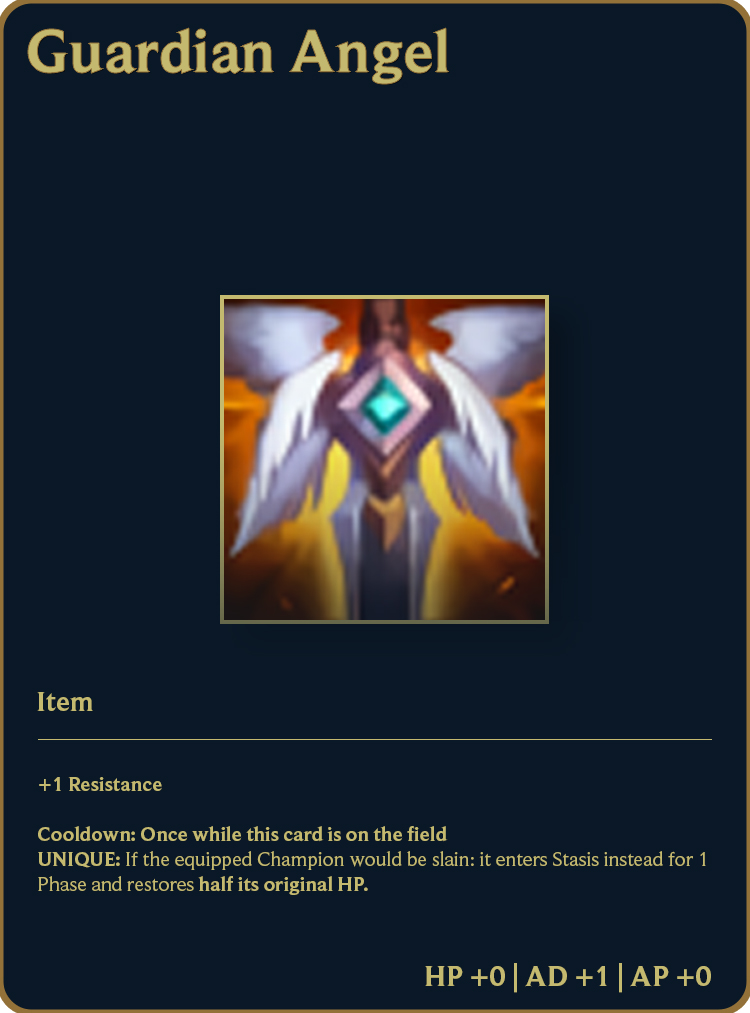 Guardian Angel
Item
+1 Resistance
Cooldown: Once while this card is on the field
UNIQUE: If the equipped Champion would be slain: it enters Stasis instead for 1
Phase and restores half its original HP.
HP +0 | AD +1 | AP +0